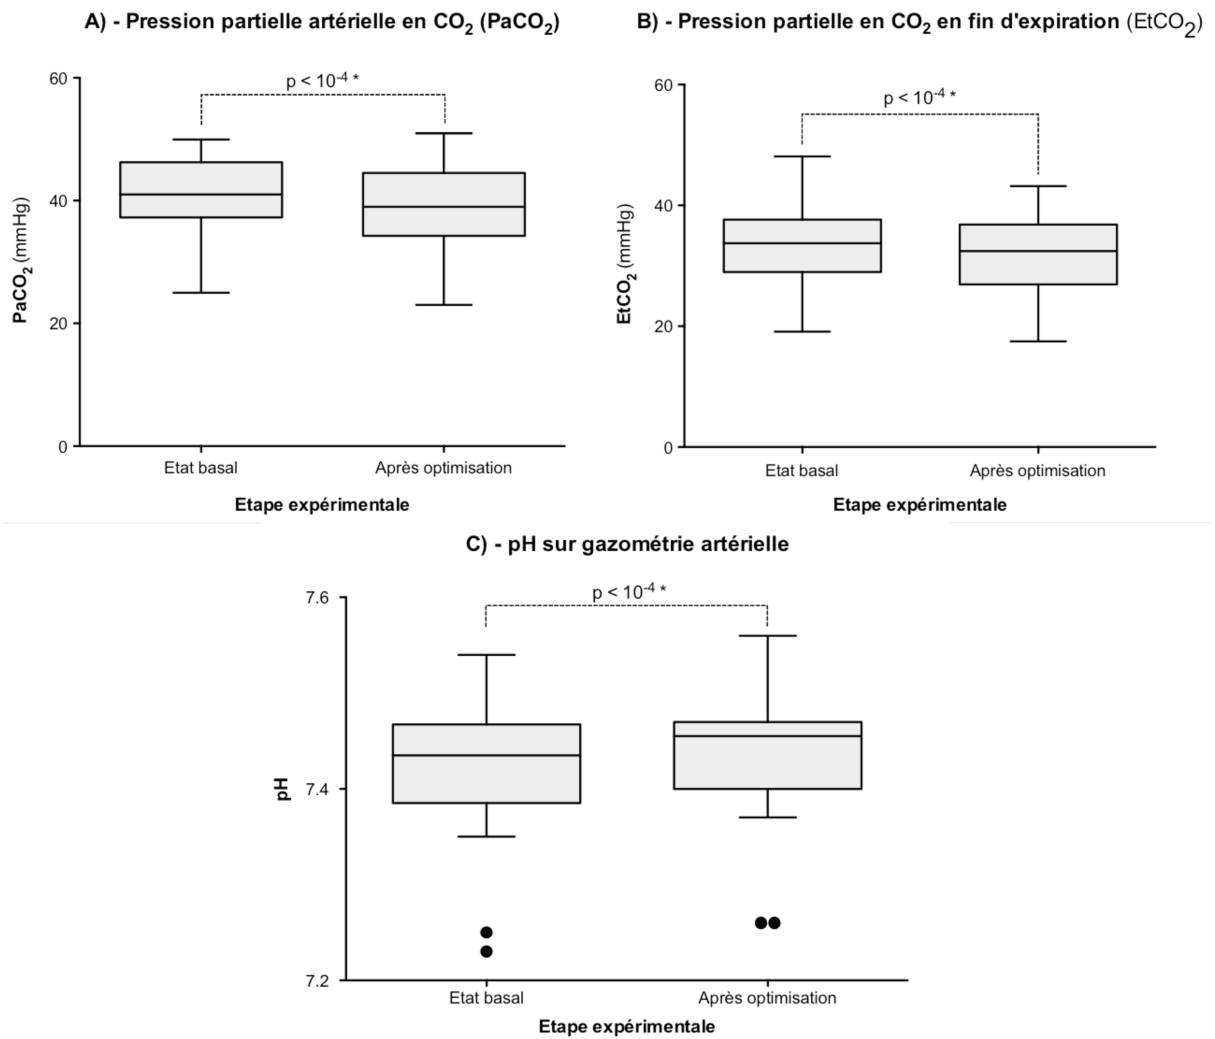 A) - Pression partielle artérielle en CO₂ (PaCO₂)
60
40
20
0
PaCO₂ (mmHg)
p < 10⁻⁴ *
Etat basal
Après optimisation
Etape expérimentale
B) - Pression partielle en CO₂ en fin d'expiration (EtCO₂)
60
40
20
0
EtCO₂ (mmHg)
p < 10⁻⁴ *
Etat basal
Après optimisation
Etape expérimentale
C) - pH sur gazométrie artérielle
7.6
7.4
7.2
pH
p < 10⁻⁴ *
Etat basal
Après optimisation
Etape expérimentale